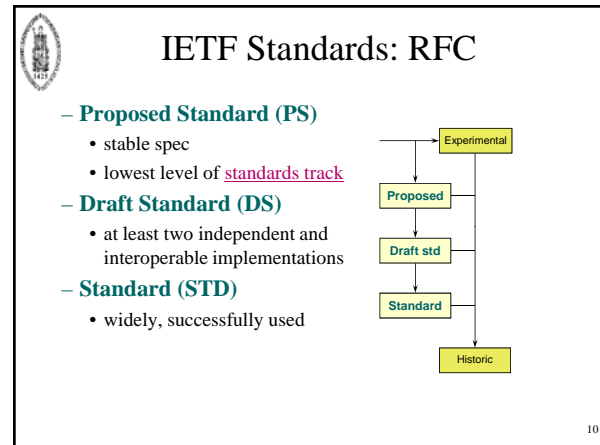 IETF Standards: RFC
– Proposed Standard (PS)
• stable spec
• lowest level of standards track
– Draft Standard (DS)
• at least two independent and
interoperable implementations
– Standard (STD)
• widely, successfully used
Experimental
Proposed
Draft std
Standard
Historic
1425
10